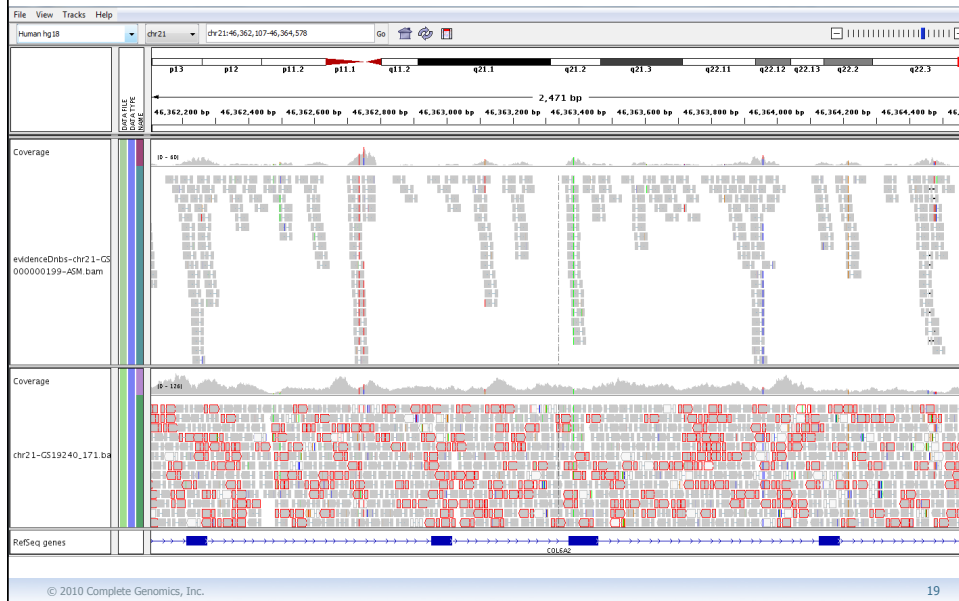 File View Tracks Help
Human hg18 chr21 chr21:46,362,107-46,364,578 Go
p13 p12 p11.2 p11.1 q11.2 q21.1 q21.2 q21.3 q22.11 q22.12 q22.13 q22.2 q22.3
2,471 bp
46,362,200 bp 46,362,400 bp 46,362,600 bp 46,362,800 bp 46,363,000 bp 46,363,200 bp 46,363,400 bp 46,363,600 bp 46,363,800 bp 46,364,000 bp 46,364,200 bp 46,364,400 bp 46,
DATA FILE
DATA TYPE
NAME
Coverage
[0 - 60]
evidenceDnbs-chr21-GS
000000199-ASM.bam
Coverage
[0 - 126]
chr21-GS19240_171.ba
RefSeq genes
COL6A2
© 2010 Complete Genomics, Inc.
19